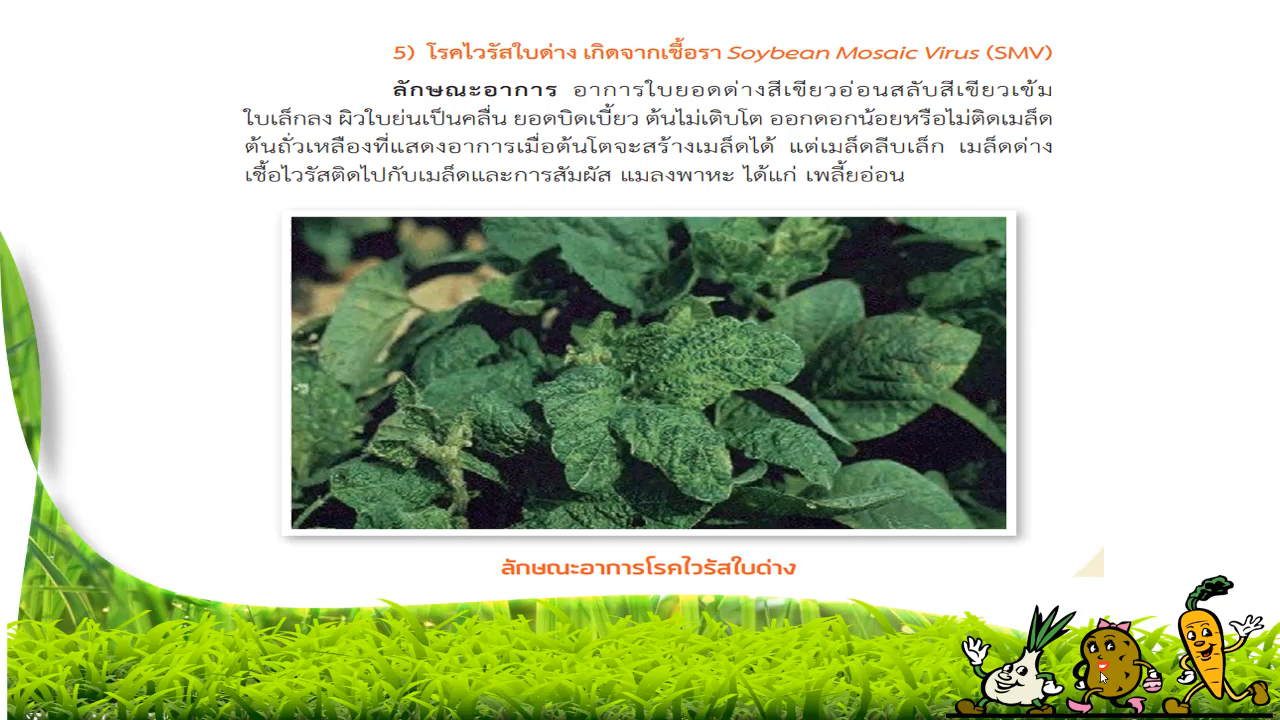 5) โรคไวรัสใบด่าง เกิดจากเชื้อรา Soybean Mosaic Virus (SMV)
ลักษณะอาการ อาการใบยอดด่างสีเขียวอ่อนสลับสีเขียวเข้ม
ใบเล็กลง ผิวใบย่นเป็นคลื่น ยอดบิดเบี้ยว ต้นไม่เติบโต ออกดอกน้อยหรือไม่ติดเมล็ด
ต้นถั่วเหลืองที่แสดงอาการเมื่อต้นโตจะสร้างเมล็ดได้ แต่เมล็ดลีบเล็ก เมล็ดด่าง
เชื้อไวรัสติดไปกับเมล็ดและการสัมผัส แมลงพาหะ ได้แก่ เพลี้ยอ่อน
ลักษณะอาการโรคไวรัสใบด่าง